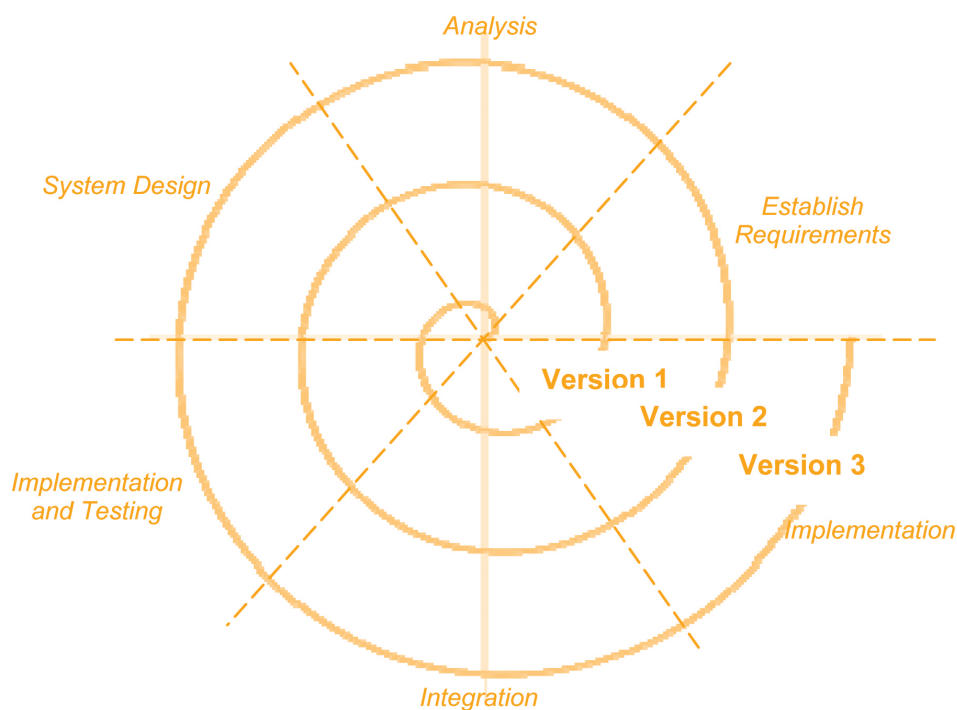 Analysis
System Design
Establish
Requirements
Version 1
Version 2
Version 3
Implementation
and Testing
Implementation
Integration